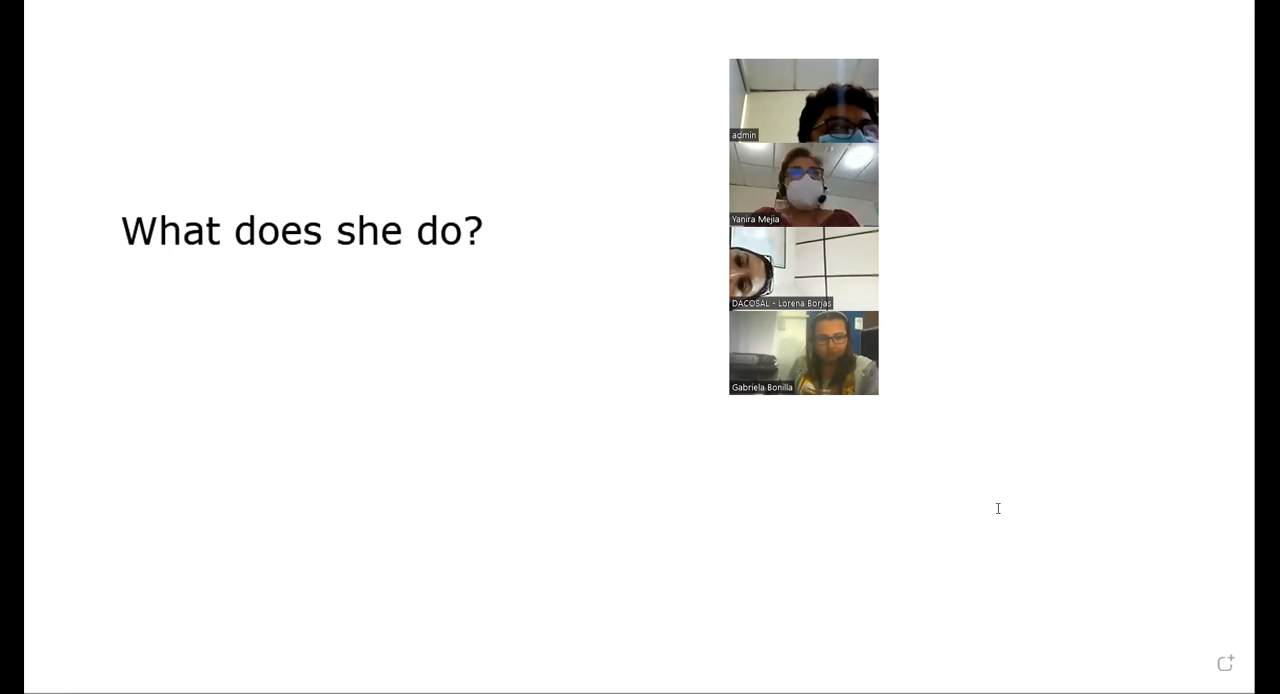 What does she do?
admin
Yanira Mejia
DACOSAL - Lorena Borjas
Gabriela Bonilla